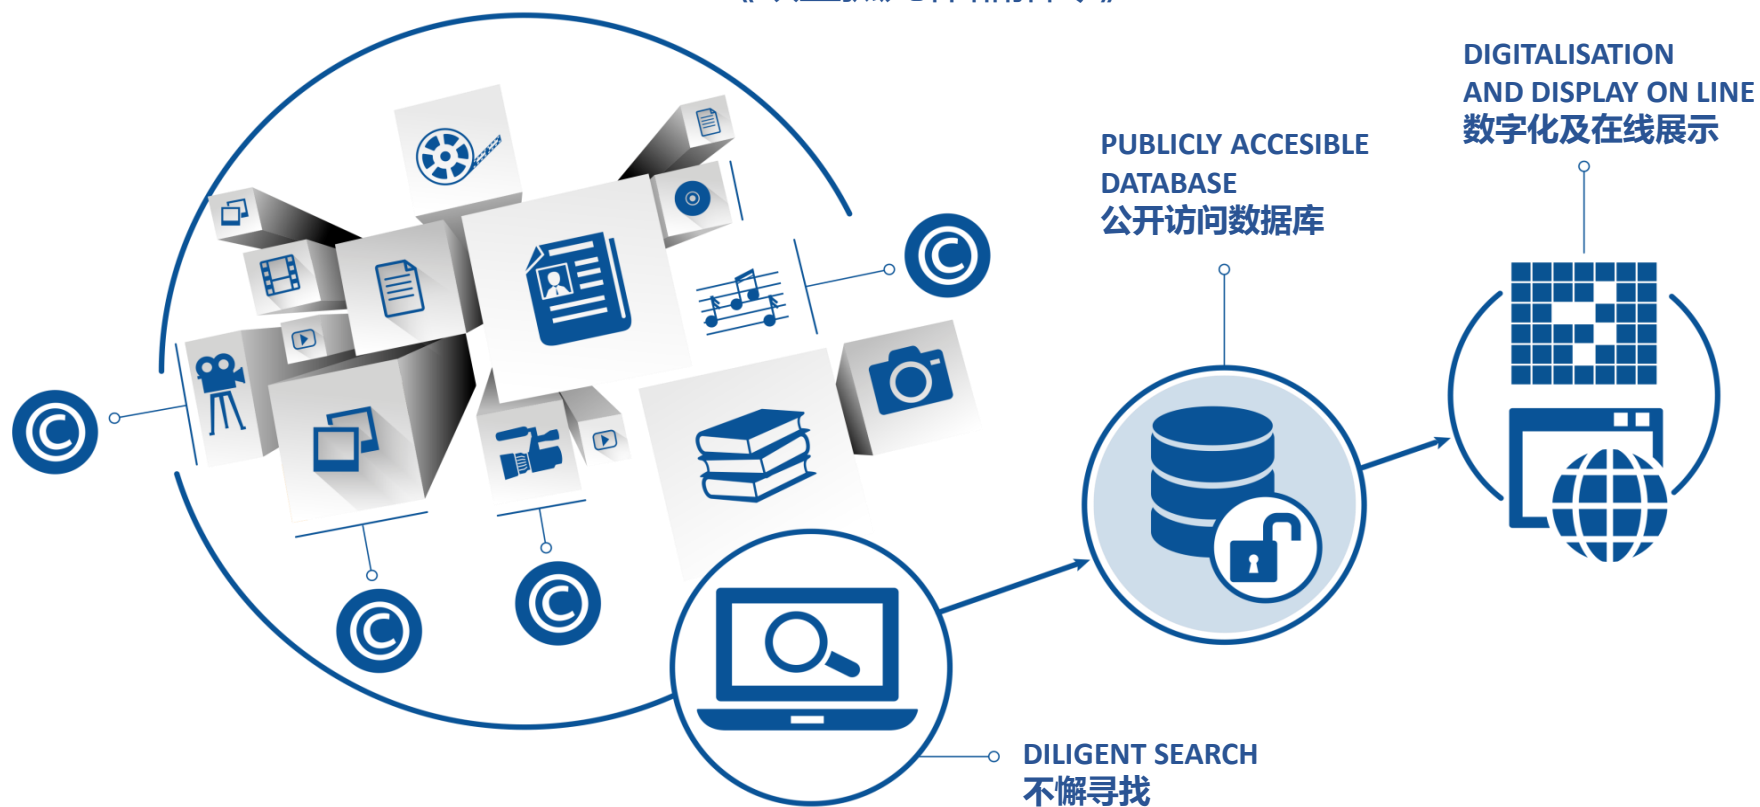 DIGITALISATION
AND DISPLAY ON LINE
数字化及在线展示
PUBLICLY ACCESIBLE
DATABASE
公开访问数据库
©
©
©
©
DILIGENT SEARCH
不懈寻找